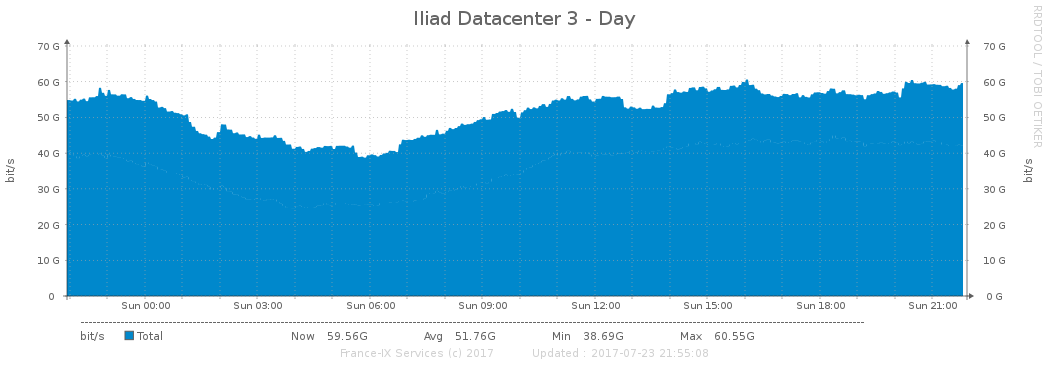 Iliad Datacenter 3 - Day
RRDTOOL / TOBI OETIKER
bit/s
70 G
60 G
50 G
40 G
30 G
20 G
10 G
0
70 G
60 G
50 G
40 G
30 G
20 G
10 G
0 G
bit/s
Sun 00:00 Sun 03:00 Sun 06:00 Sun 09:00 Sun 12:00 Sun 15:00 Sun 18:00 Sun 21:00
bit/s Total Now 59.56G Avg 51.76G Min 38.69G Max 60.55G
France-IX Services (c) 2017 Updated : 2017-07-23 21:55:08